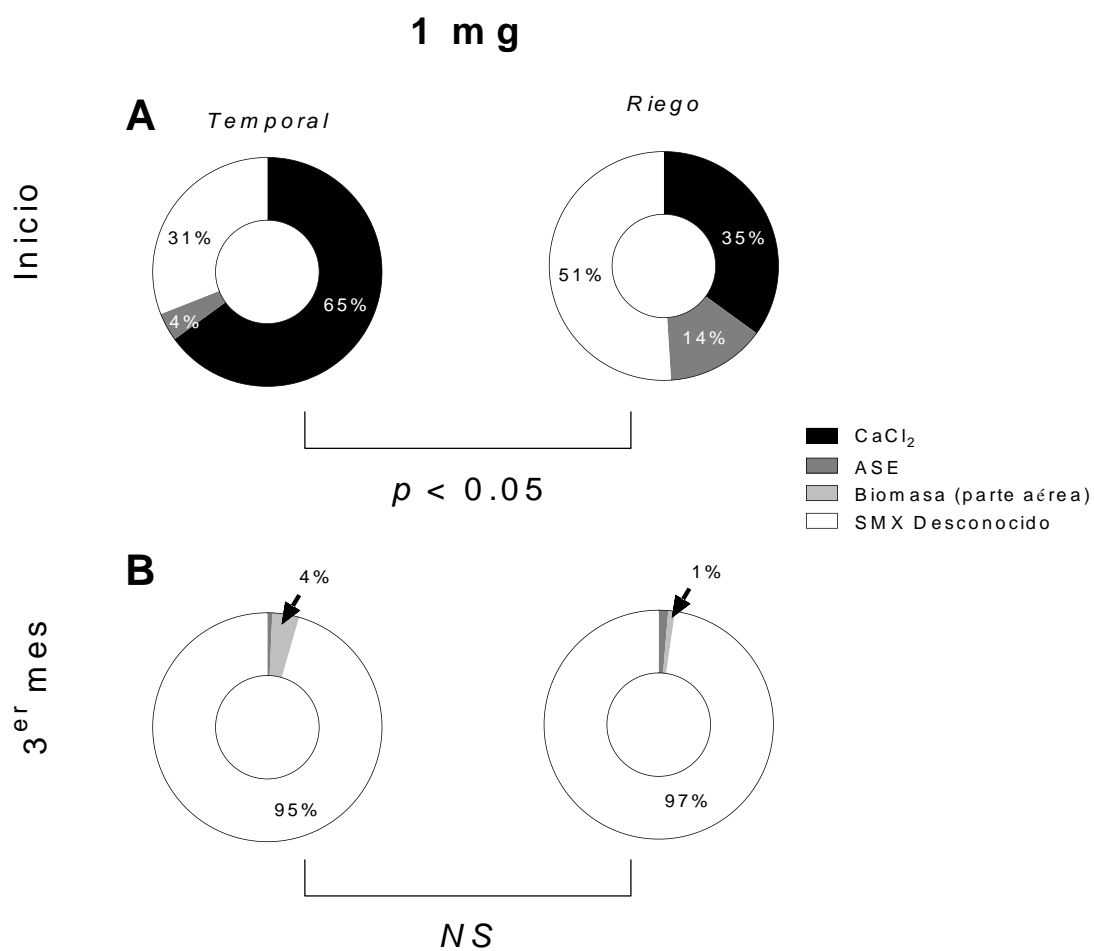 1 mg
A
Temporal
Riego
Inicio
31%
4%
65%
51%
35%
14%
p < 0.05
CaCl₂
ASE
Biomasa (parte aérea)
SMX Desconocido
B
4%
1%
3ᵉʳ mes
95%
97%
NS